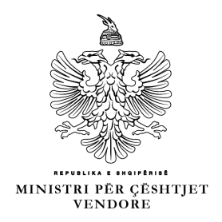 REPUBLIKA E SHQIPËRISË
MINISTRI PËR ÇËSHTJET
VENDORE